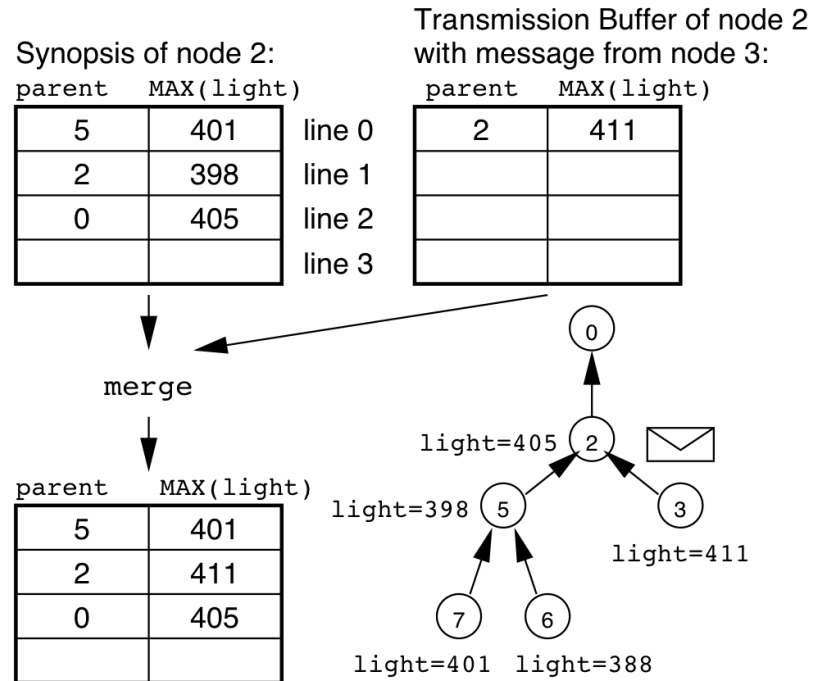 Synopsis of node 2:
parent MAX(light)
5 401 line 0
2 398 line 1
0 405 line 2
line 3
Transmission Buffer of node 2
with message from node 3:
parent MAX(light)
2 411
merge
parent MAX(light)
5 401
2 411
0 405
0
light=405 2
light=398 5
3
light=411
7
6
light=401 light=388